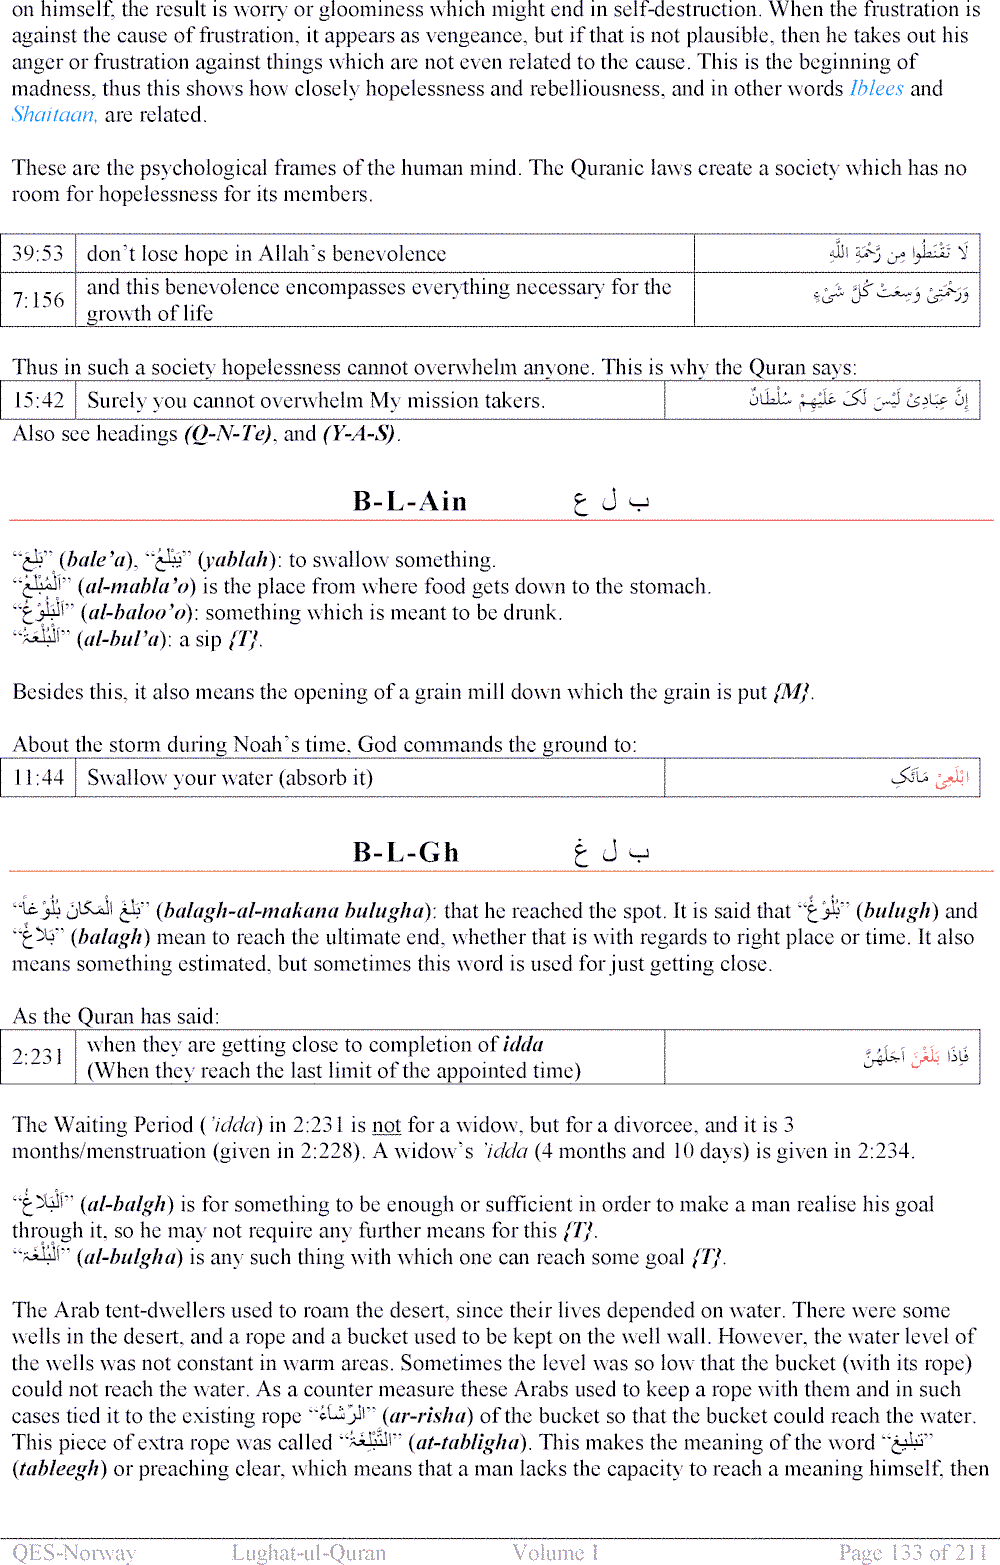 on himself, the result is worry or gloominess which might end in self-destruction. When the frustration is
against the cause of frustration, it appears as vengeance, but if that is not plausible, then he takes out his
anger or frustration against things which are not even related to the cause. This is the beginning of
madness, thus this shows how closely hopelessness and rebelliousness, and in other words Iblees and
Shaitaan, are related.
These are the psychological frames of the human mind. The Quranic laws create a society which has no
room for hopelessness for its members.
39:53 don't lose hope in Allah's benevolence لَا تَقْنَطُوا مِن رَّحْمَةِ اللَّهِ
7:156 and this benevolence encompasses everything necessary for the growth of life وَرَحْمَتِيْ وَسِعَتْ كُلَّ شَيْءٍ
Thus in such a society hopelessness cannot overwhelm anyone. This is why the Quran says:
15:42 Surely you cannot overwhelm My mission takers. إِنَّ عِبَادِيْ لَيْسَ لَکَ عَلَيْهِمْ سُلْطَانٌ
Also see headings (Q-N-Te), and (Y-A-S).
B-L-Ain ب ل ع
“بَلِعَ” (bale'a), “يَبْلَعُ” (yablah): to swallow something.
“اَلْمُبْلَعُ” (al-mabla'o) is the place from where food gets down to the stomach.
“اَلْبَلُوْعُ” (al-baloo'o): something which is meant to be drunk.
“اَلْبُلْعَۃُ” (al-bul'a): a sip {T}.
Besides this, it also means the opening of a grain mill down which the grain is put {M}.
About the storm during Noah's time, God commands the ground to:
11:44 Swallow your water (absorb it) ابْلَعِيْ مَآئَکِ
B-L-Gh ب ل غ
“بَلَغَ الْمَکَانَ بُلُوْغاً” (balagh-al-makana bulugha): that he reached the spot. It is said that “بُلُوْغٌ” (bulugh) and
“بَلاَغٌ” (balagh) mean to reach the ultimate end, whether that is with regards to right place or time. It also
means something estimated, but sometimes this word is used for just getting close.
As the Quran has said:
2:231 when they are getting close to completion of idda
(When they reach the last limit of the appointed time) فَاِذَا بَلَغْنَ اَجَلَهُنَّ
The Waiting Period ('idda) in 2:231 is not for a widow, but for a divorcee, and it is 3
months/menstruation (given in 2:228). A widow's 'idda (4 months and 10 days) is given in 2:234.
“اَلْبَلاَغُ” (al-balgh) is for something to be enough or sufficient in order to make a man realise his goal
through it, so he may not require any further means for this {T}.
“اَلْبُلْغَۃ” (al-bulgha) is any such thing with which one can reach some goal {T}.
The Arab tent-dwellers used to roam the desert, since their lives depended on water. There were some
wells in the desert, and a rope and a bucket used to be kept on the well wall. However, the water level of
the wells was not constant in warm areas. Sometimes the level was so low that the bucket (with its rope)
could not reach the water. As a counter measure these Arabs used to keep a rope with them and in such
cases tied it to the existing rope “الرِّشَآءُ” (ar-risha) of the bucket so that the bucket could reach the water.
This piece of extra rope was called “التَّبْلِغَۃُ” (at-tabligha). This makes the meaning of the word “تبلیغ”
(tableegh) or preaching clear, which means that a man lacks the capacity to reach a meaning himself, then
QES-Norway Lughat-ul-Quran Volume 1 Page 133 of 211